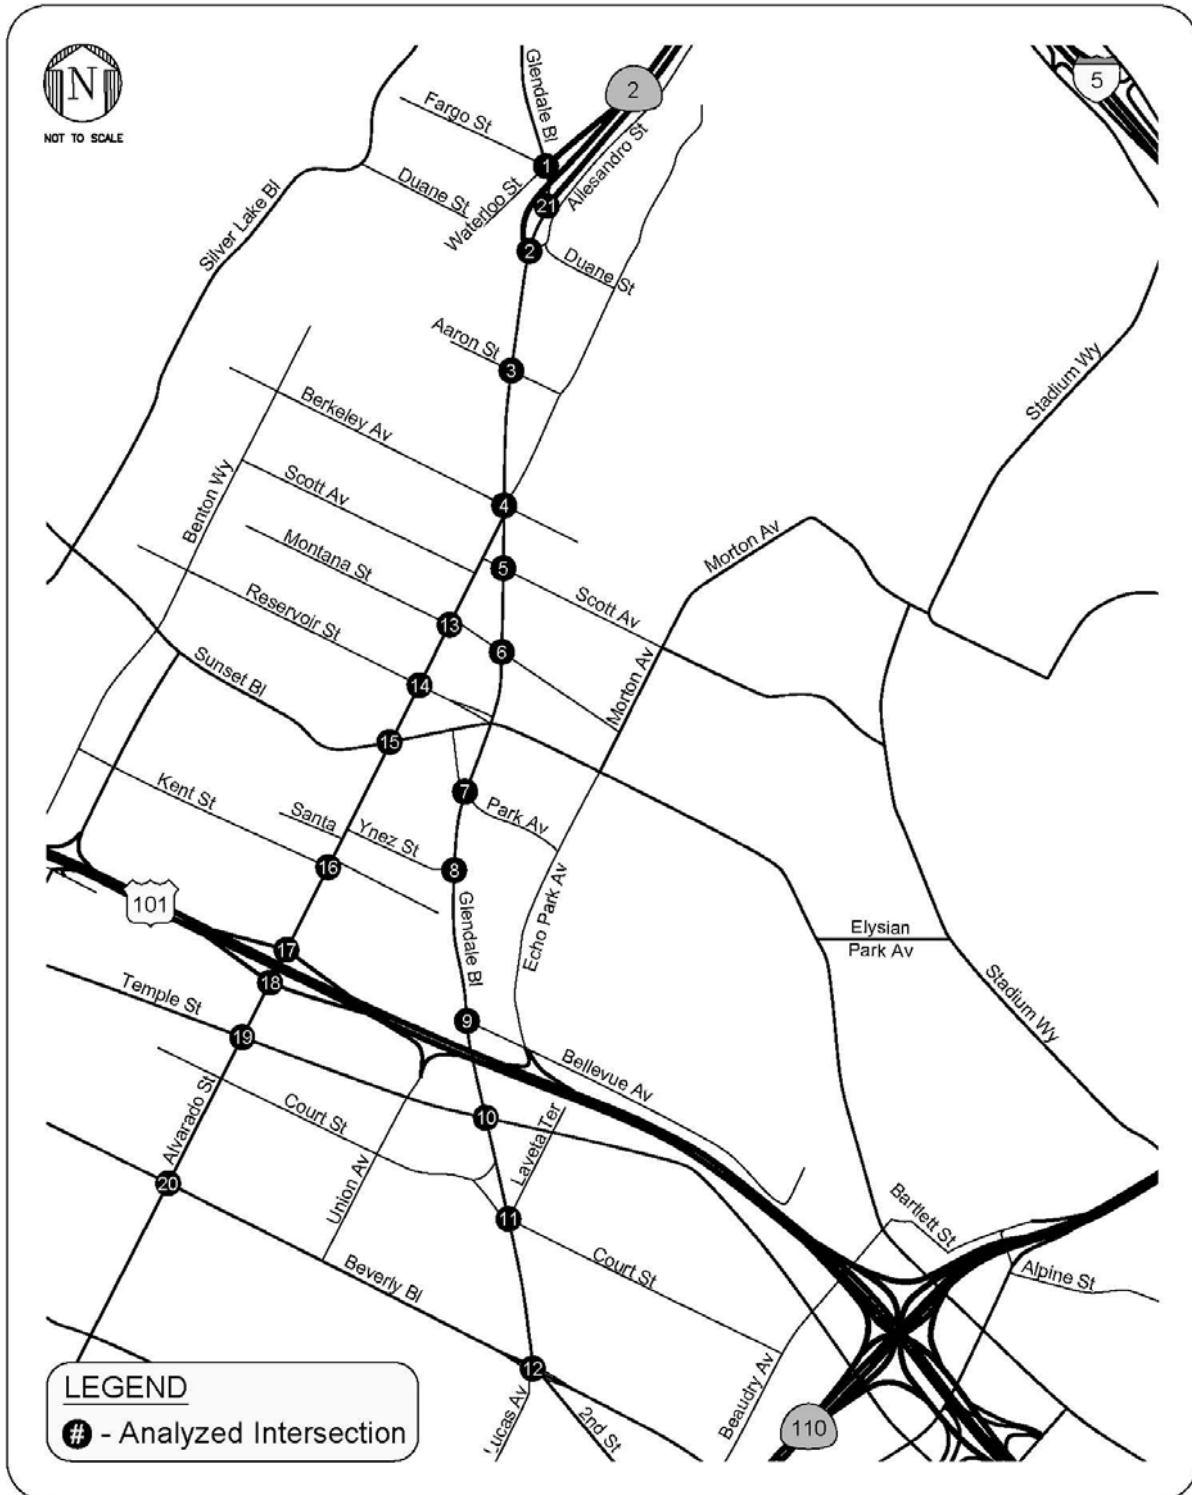 N
NOT TO SCALE
Glendale Bl
2
5
Fargo St
1
Allesandro St
Duane St
Waterloo St
21
Silver Lake Bl
2
Duane St
Aaron St
3
Stadium Wy
Berkeley Av
Benton Wy
Scott Av
4
Morton Av
Montana St
5
Scott Av
Reservoir St
13
6
Morton Av
Sunset Bl
14
15
Kent St
7
Park Av
Santa
Ynez St
16
8
101
Glendale Bl
Echo Park Av
Elysian
Park Av
17
18
Temple St
Stadium Wy
19
9
Bellevue Av
Alvarado St
Court St
10
Laveta Ter
Union Av
20
11
Bartlett St
Court St
Beverly Bl
Alpine St
12
Beaudry Av
LEGEND
# - Analyzed Intersection
2nd St
110